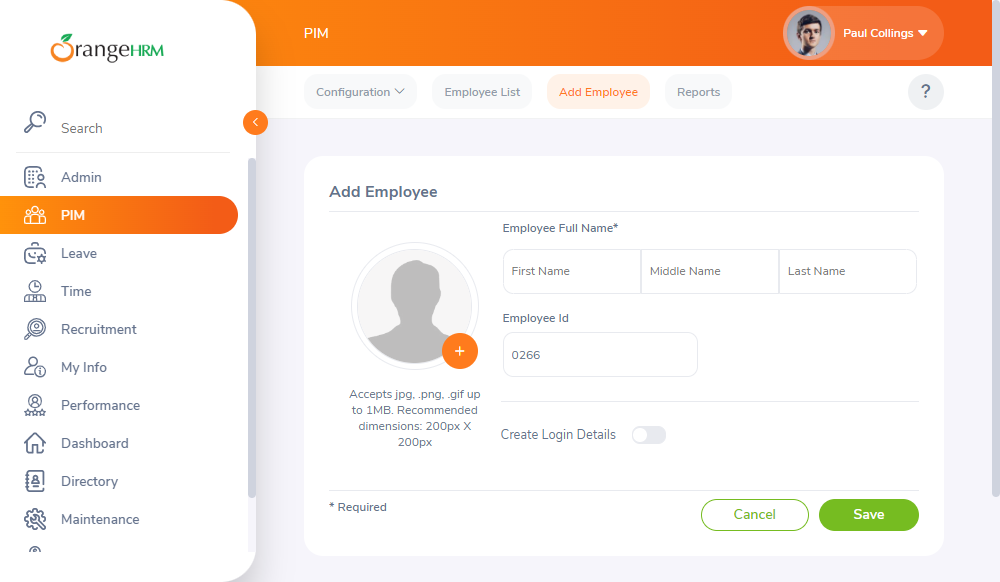 OrangeHRM
Search
Admin
PIM
Leave
Time
Recruitment
My Info
Performance
Dashboard
Directory
Maintenance
PIM
Paul Collings
Configuration
Employee List
Add Employee
Reports
?
Add Employee
Accepts jpg, .png, .gif up
to 1MB. Recommended
dimensions: 200px X
200px
Employee Full Name*
First Name
Middle Name
Last Name
Employee Id
0266
Create Login Details
* Required
Cancel
Save